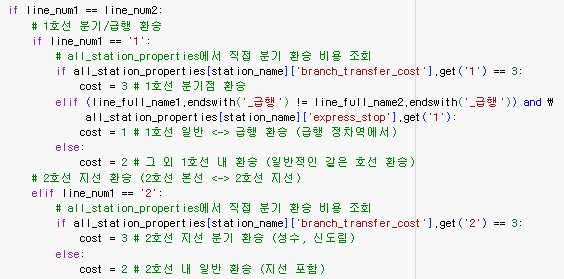 if line_num1 == line_num2:
# 1호선 분기/급행 환승
if line_num1 == '1':
# all_station_properties에서 직접 분기 환승 비용 조회
if all_station_properties[station_name]['branch_transfer_cost'].get('1') == 3:
cost = 3 # 1호선 분기점 환승
elif (line_full_name1.endswith('_급행') != line_full_name2.endswith('_급행')) and ₩
all_station_properties[station_name]['express_stop'].get('1'):
cost = 1 # 1호선 일반 <-> 급행 환승 (급행 정차역에서)
else:
cost = 2 # 그 외 1호선 내 환승 (일반적인 같은 호선 환승)
# 2호선 지선 환승 (2호선 본선 <-> 2호선 지선)
elif line_num1 == '2':
# all_station_properties에서 직접 분기 환승 비용 조회
if all_station_properties[station_name]['branch_transfer_cost'].get('2') == 3:
cost = 3 # 2호선 지선 분기 환승 (성수, 신도림)
else:
cost = 2 # 2호선 내 일반 환승 (지선 포함)